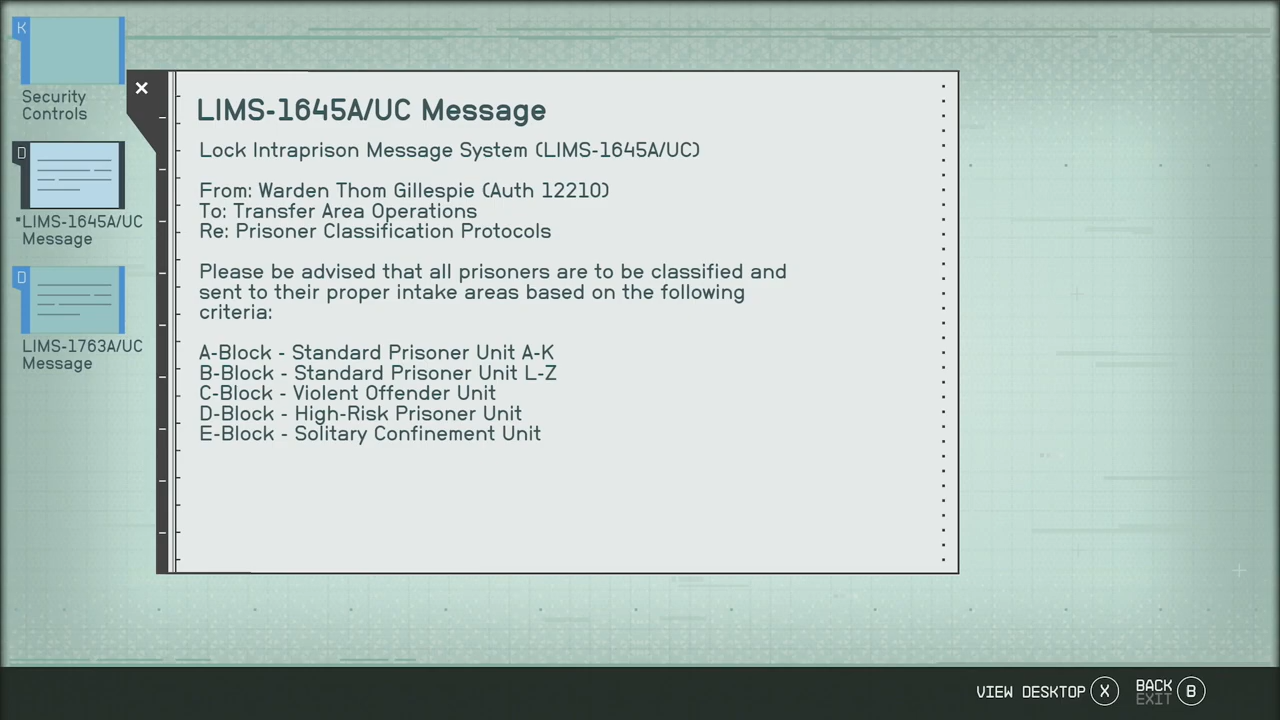 K
Security
Controls
D
*LIMS-1645A/UC
Message
D
LIMS-1763A/UC
Message
×
LIMS-1645A/UC Message
Lock Intraprison Message System (LIMS-1645A/UC)
From: Warden Thom Gillespie (Auth 12210)
To: Transfer Area Operations
Re: Prisoner Classification Protocols
Please be advised that all prisoners are to be classified and
sent to their proper intake areas based on the following
criteria:
A-Block - Standard Prisoner Unit A-K
B-Block - Standard Prisoner Unit L-Z
C-Block - Violent Offender Unit
D-Block - High-Risk Prisoner Unit
E-Block - Solitary Confinement Unit
VIEW DESKTOP X
BACK B
EXIT